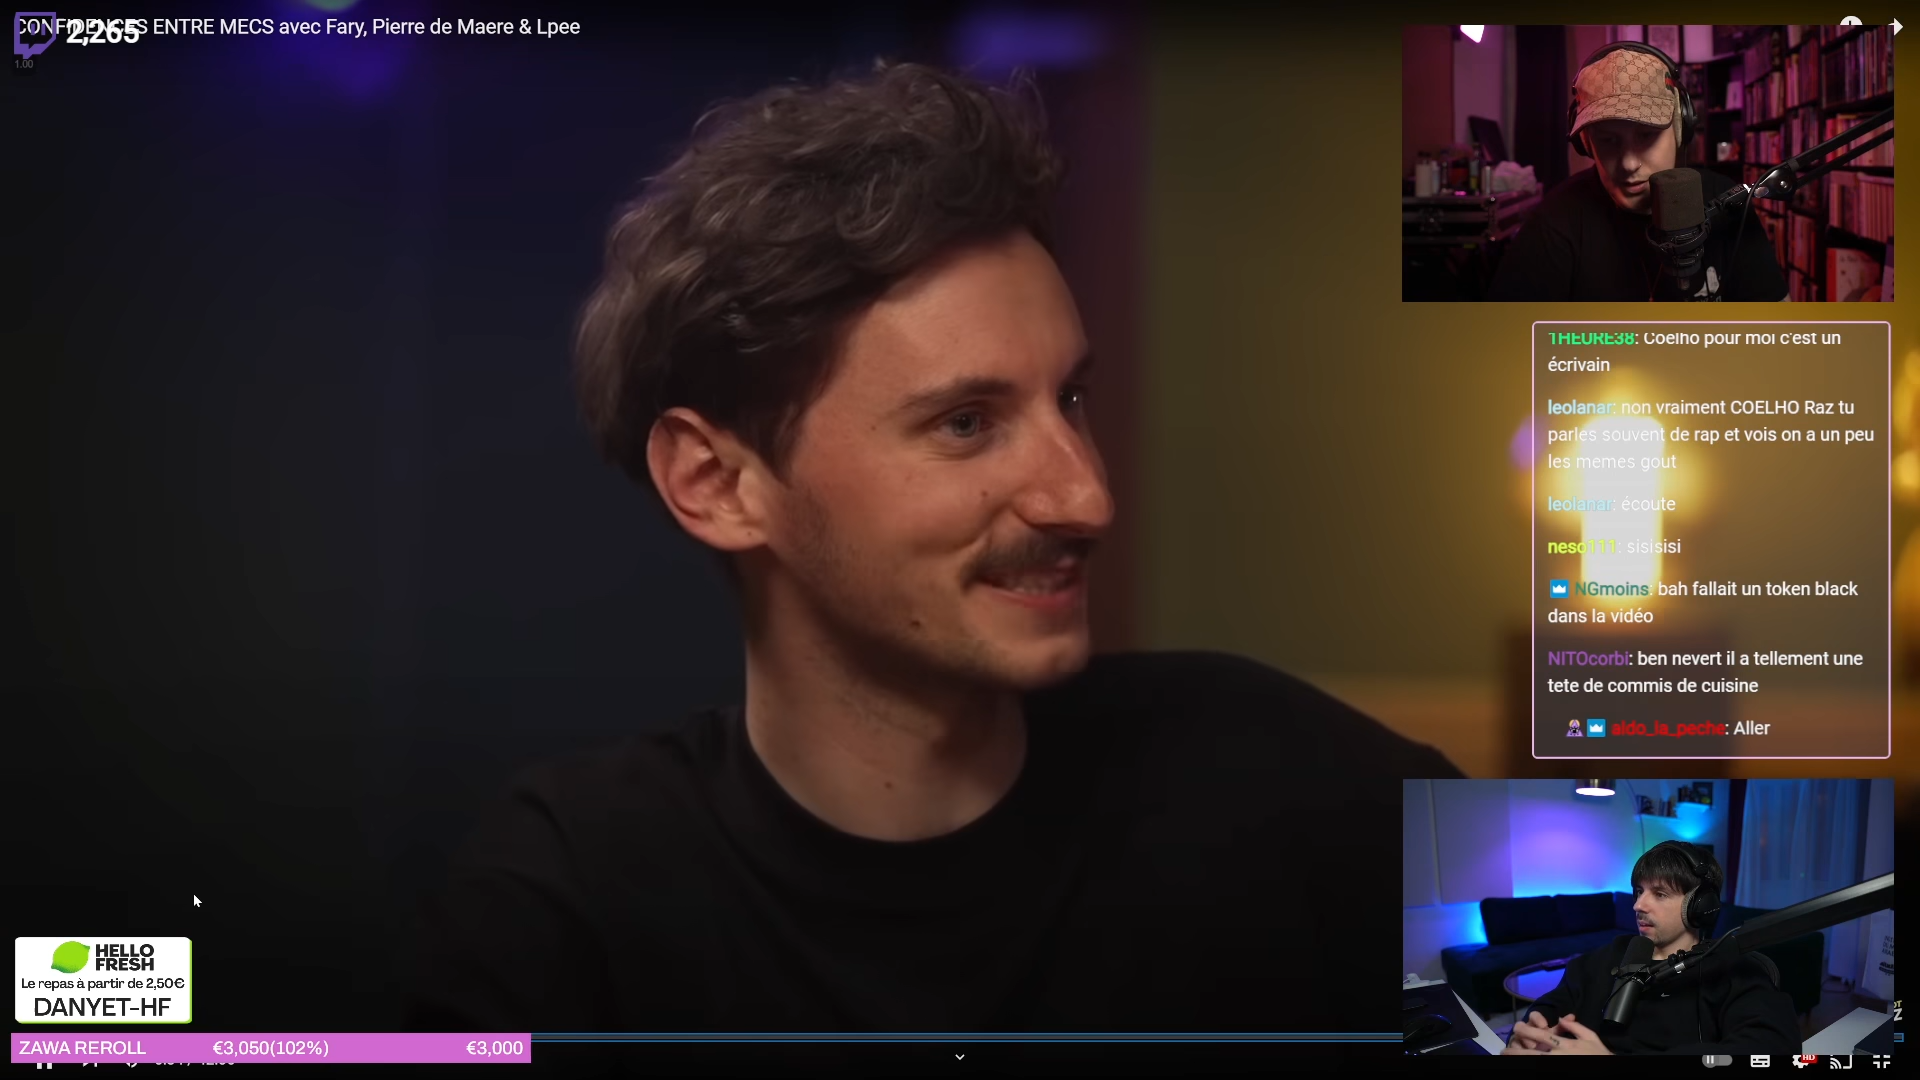 CONFIDENCES ENTRE MECS avec Fary, Pierre de Maere & Lpee
2,265
1.00
THEURE38: Coelho pour moi c'est un
écrivain
leolanar: non vraiment COELHO Raz tu
parles souvent de rap et vois on a un peu
les memes gout
leolanar: écoute
neso111: sisisisi
NGmoins: bah fallait un token black
dans la vidéo
NITOcorbi: ben nevert il a tellement une
tete de commis de cuisine
aldo_la_peche: Aller
HELLO
FRESH
Le repas à partir de 2,50€
DANYET-HF
ZAWA REROLL €3,050(102%) €3,000
HD